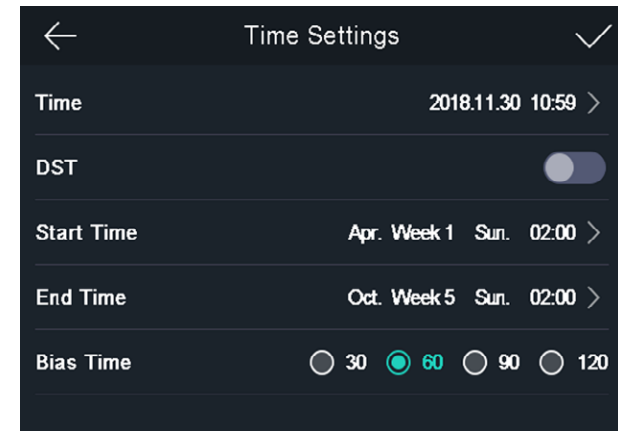 Time Settings
Time 2018.11.30 10:59
DST
Start Time Apr. Week 1 Sun. 02:00
End Time Oct. Week 5 Sun. 02:00
Bias Time 30 60 90 120